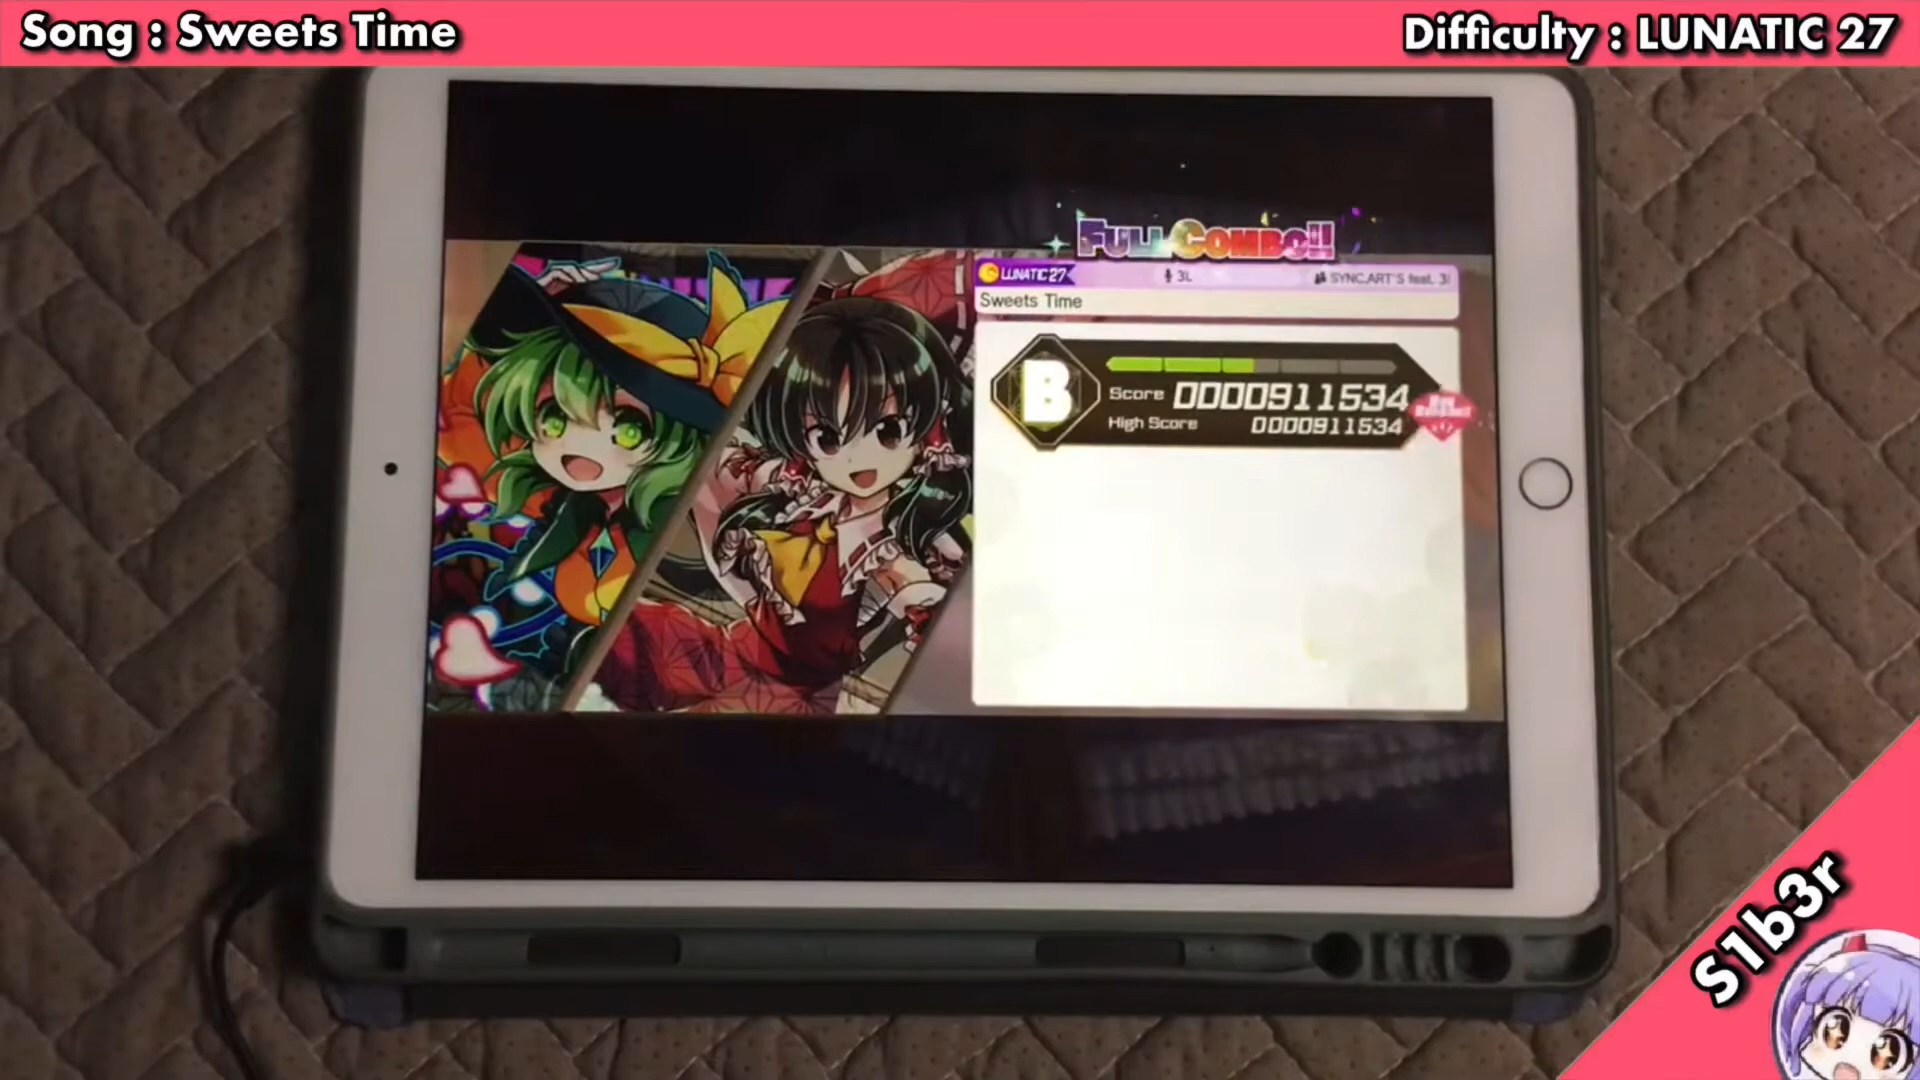 Song : Sweets Time
Difficulty : LUNATIC 27
FULL COMBO!!
LUNATIC 27
3L
SYNC.ART'S feat. 3
Sweets Time
B
Score 0000911534
High Score 0000911534
S1b3r